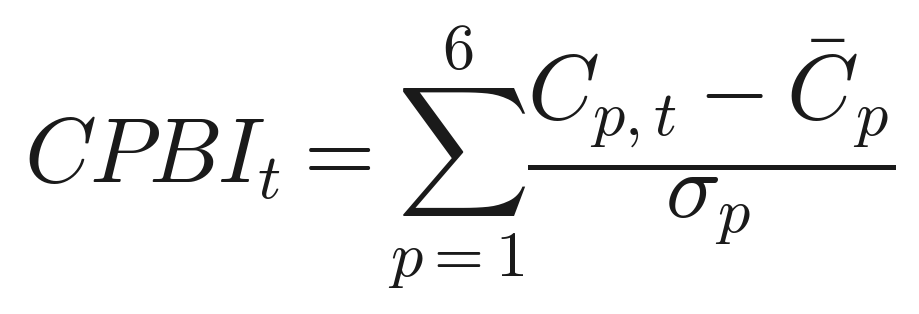 $CPBI_t = \sum_{p=1}^{6} \frac{C_{p,t} - \bar{C}_p}{\sigma_p}$